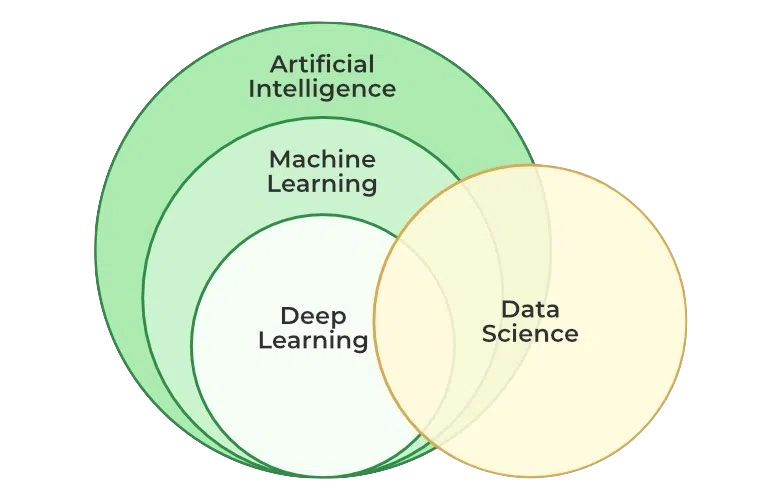 Artificial
Intelligence
Machine
Learning
Deep
Learning
Data
Science